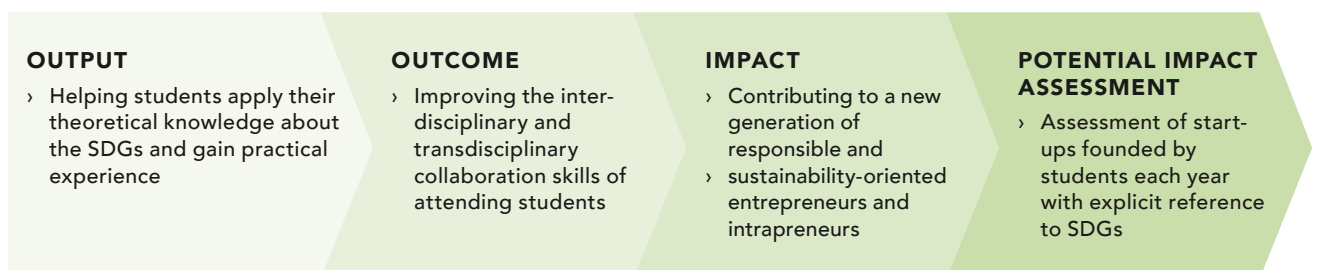 OUTPUT
› Helping students apply their
theoretical knowledge about
the SDGs and gain practical
experience
OUTCOME
› Improving the inter-
disciplinary and
transdisciplinary
collaboration skills of
attending students
IMPACT
› Contributing to a new
generation of
responsible and
› sustainability-oriented
entrepreneurs and
intrapreneurs
POTENTIAL IMPACT
ASSESSMENT
› Assessment of start-
ups founded by
students each year
with explicit reference
to SDGs